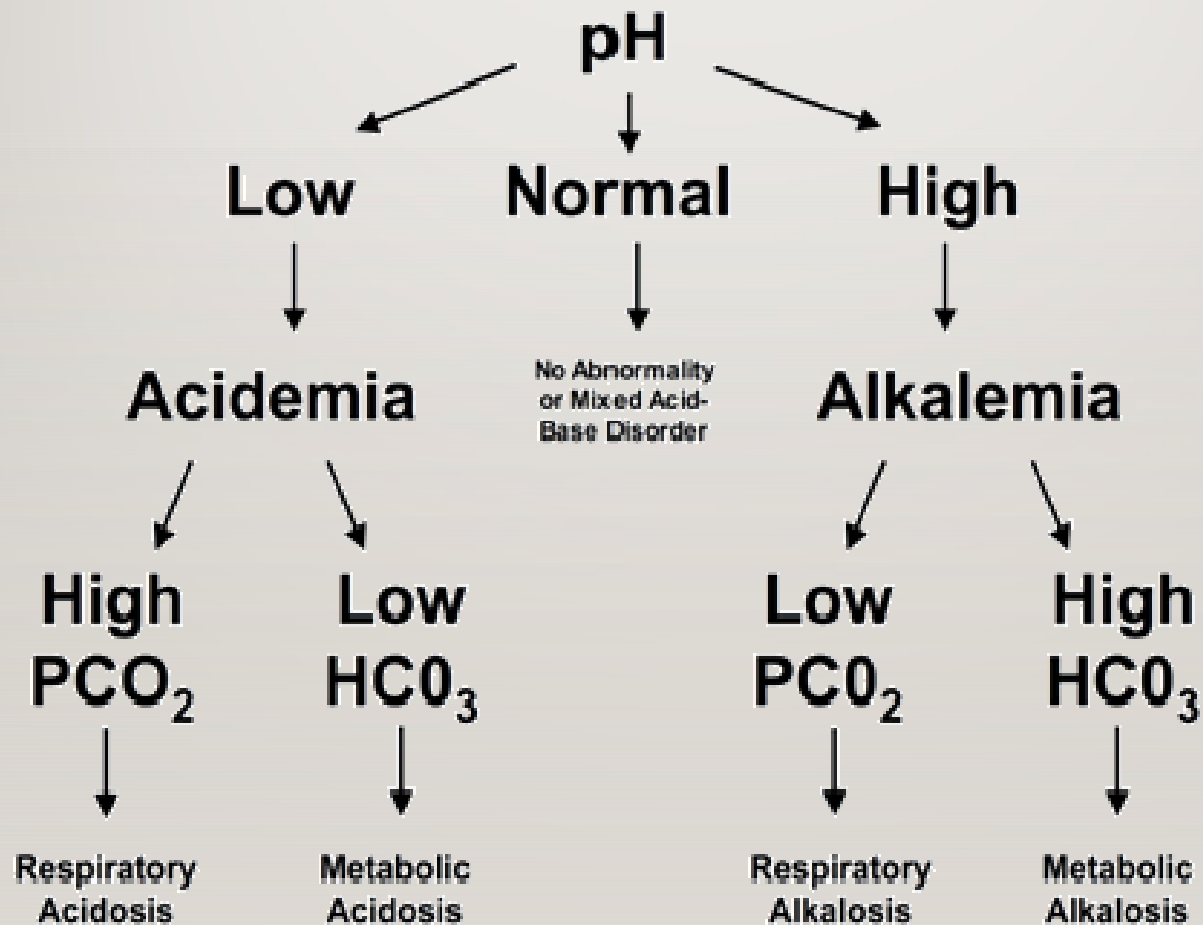 pH
Low Normal High
Acidemia
No Abnormality
or Mixed Acid-
Base Disorder
Alkalemia
High
PCO₂
Low
HC0₃
Low
PC0₂
High
HC0₃
Respiratory
Acidosis
Metabolic
Acidosis
Respiratory
Alkalosis
Metabolic
Alkalosis